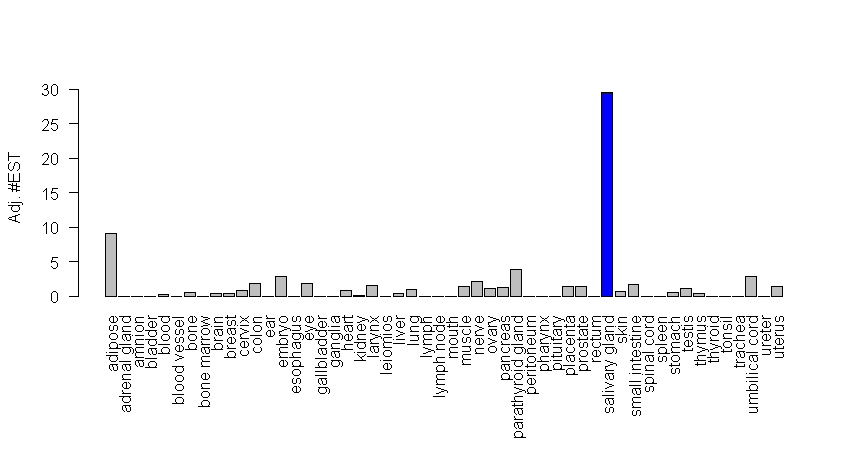 Adj. #EST
30
25
20
15
10
5
0
adipose
adrenal gland
amnion
bladder
blood
blood vessel
bone
bone marrow
brain
breast
cervix
colon
ear
embryo
esophagus
eye
gallbladder
ganglia
heart
kidney
larynx
leiomios
liver
lung
lymph
lymph node
mouth
muscle
nerve
ovary
pancreas
parathyroid gland
peritoneum
pharynx
pituitary
placenta
prostate
rectum
salivary gland
skin
small intestine
spinal cord
spleen
stomach
testis
thymus
thyroid
tonsil
trachea
umbilical cord
ureter
uterus